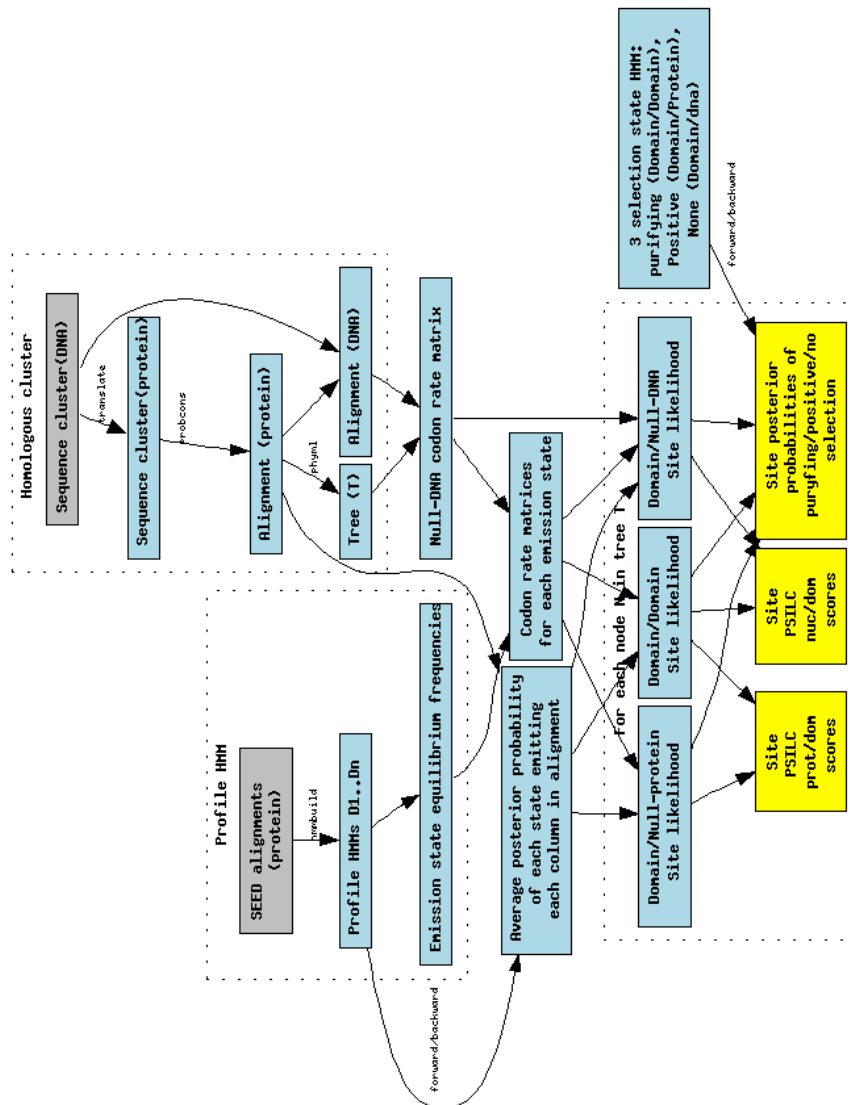 Homologous cluster
Sequence cluster(DNA)
translate
Sequence cluster(protein)
probcons
Alignment (protein)
phyml
Tree (T)
Alignment (DNA)
Null-DNA codon rate matrix
Profile HMM
SEED alignments
(protein)
hmmbuild
Profile HMMs D1..Dn
Emission state equilibrium frequencies
forward/backward
Average posterior probability
of each state emitting
each column in alignment
Codon rate matrices
for each emission state
3 selection state HMM:
purifying (Domain/Domain),
Positive (Domain/Protein),
None (Domain/dna)
forward/backward
For each node N in tree T
Domain/Null-protein
Site likelihood
Domain/Domain
Site likelihood
Domain/Null-DNA
Site likelihood
Site
PSILC
prot/dom
scores
Site
PSILC
nuc/dom
scores
Site posterior
probabilities of
puryfing/positive/no
selection